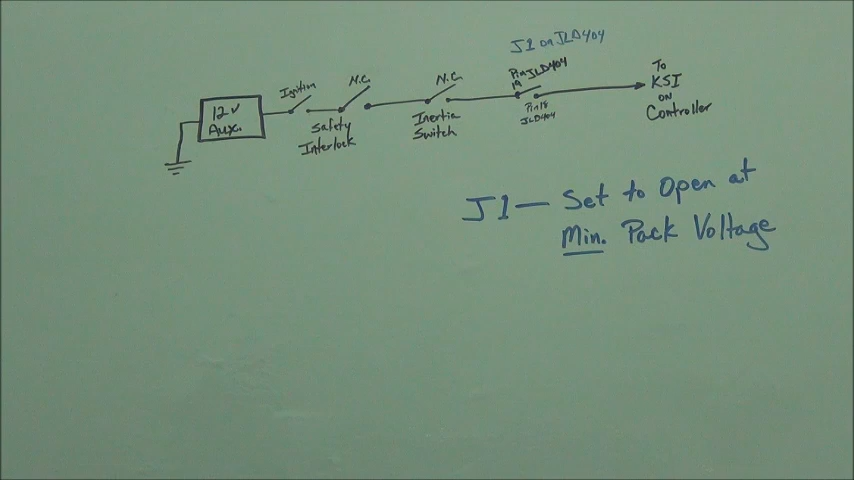 J1 on JLD404
Ignition
N.C.
N.C.
Pin JLD404
19
To
KSI
on
Controller
12v
Aux.
Safety
Interlock
Inertia
Switch
Pin 18
JLD404
J1 — Set to Open at
Min. Pack Voltage